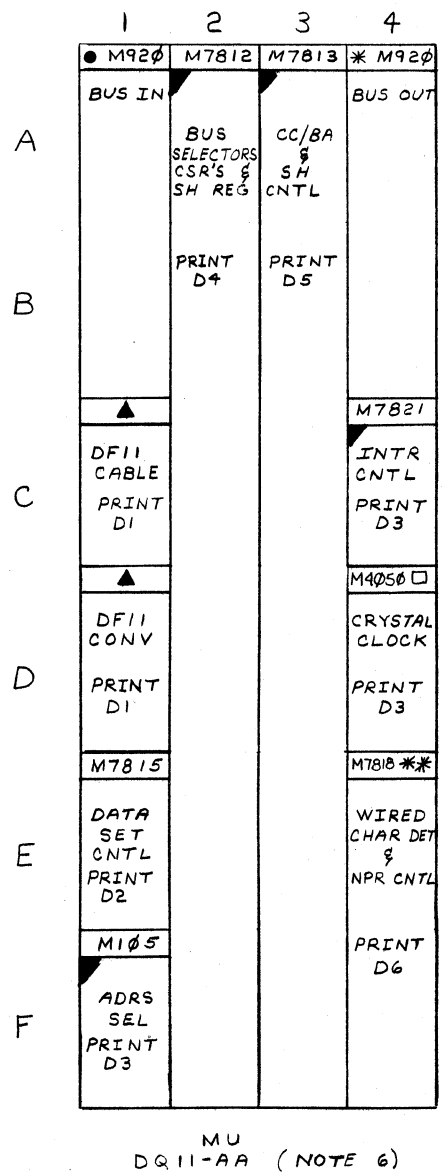 1 2 3 4
● M92Ø M7812 M7813 ✳ M92Ø
A
BUS IN
BUS
SELECTORS
CSR'S &
SH REG
PRINT
D4
CC/BA
&
SH
CNTL
PRINT
D5
BUS OUT
B
▲
M7821
C
DF11
CABLE
PRINT
D1
INTR
CNTL
PRINT
D3
▲
M4Ø5Ø □
D
DF11
CONV
PRINT
D1
CRYSTAL
CLOCK
PRINT
D3
M7815
M7818 ✳✳
E
DATA
SET
CNTL
PRINT
D2
WIRED
CHAR DET
&
NPR CNTL
PRINT
D6
M1Ø5
F
ADRS
SEL
PRINT
D3
MU
DQ11-AA (NOTE 6)